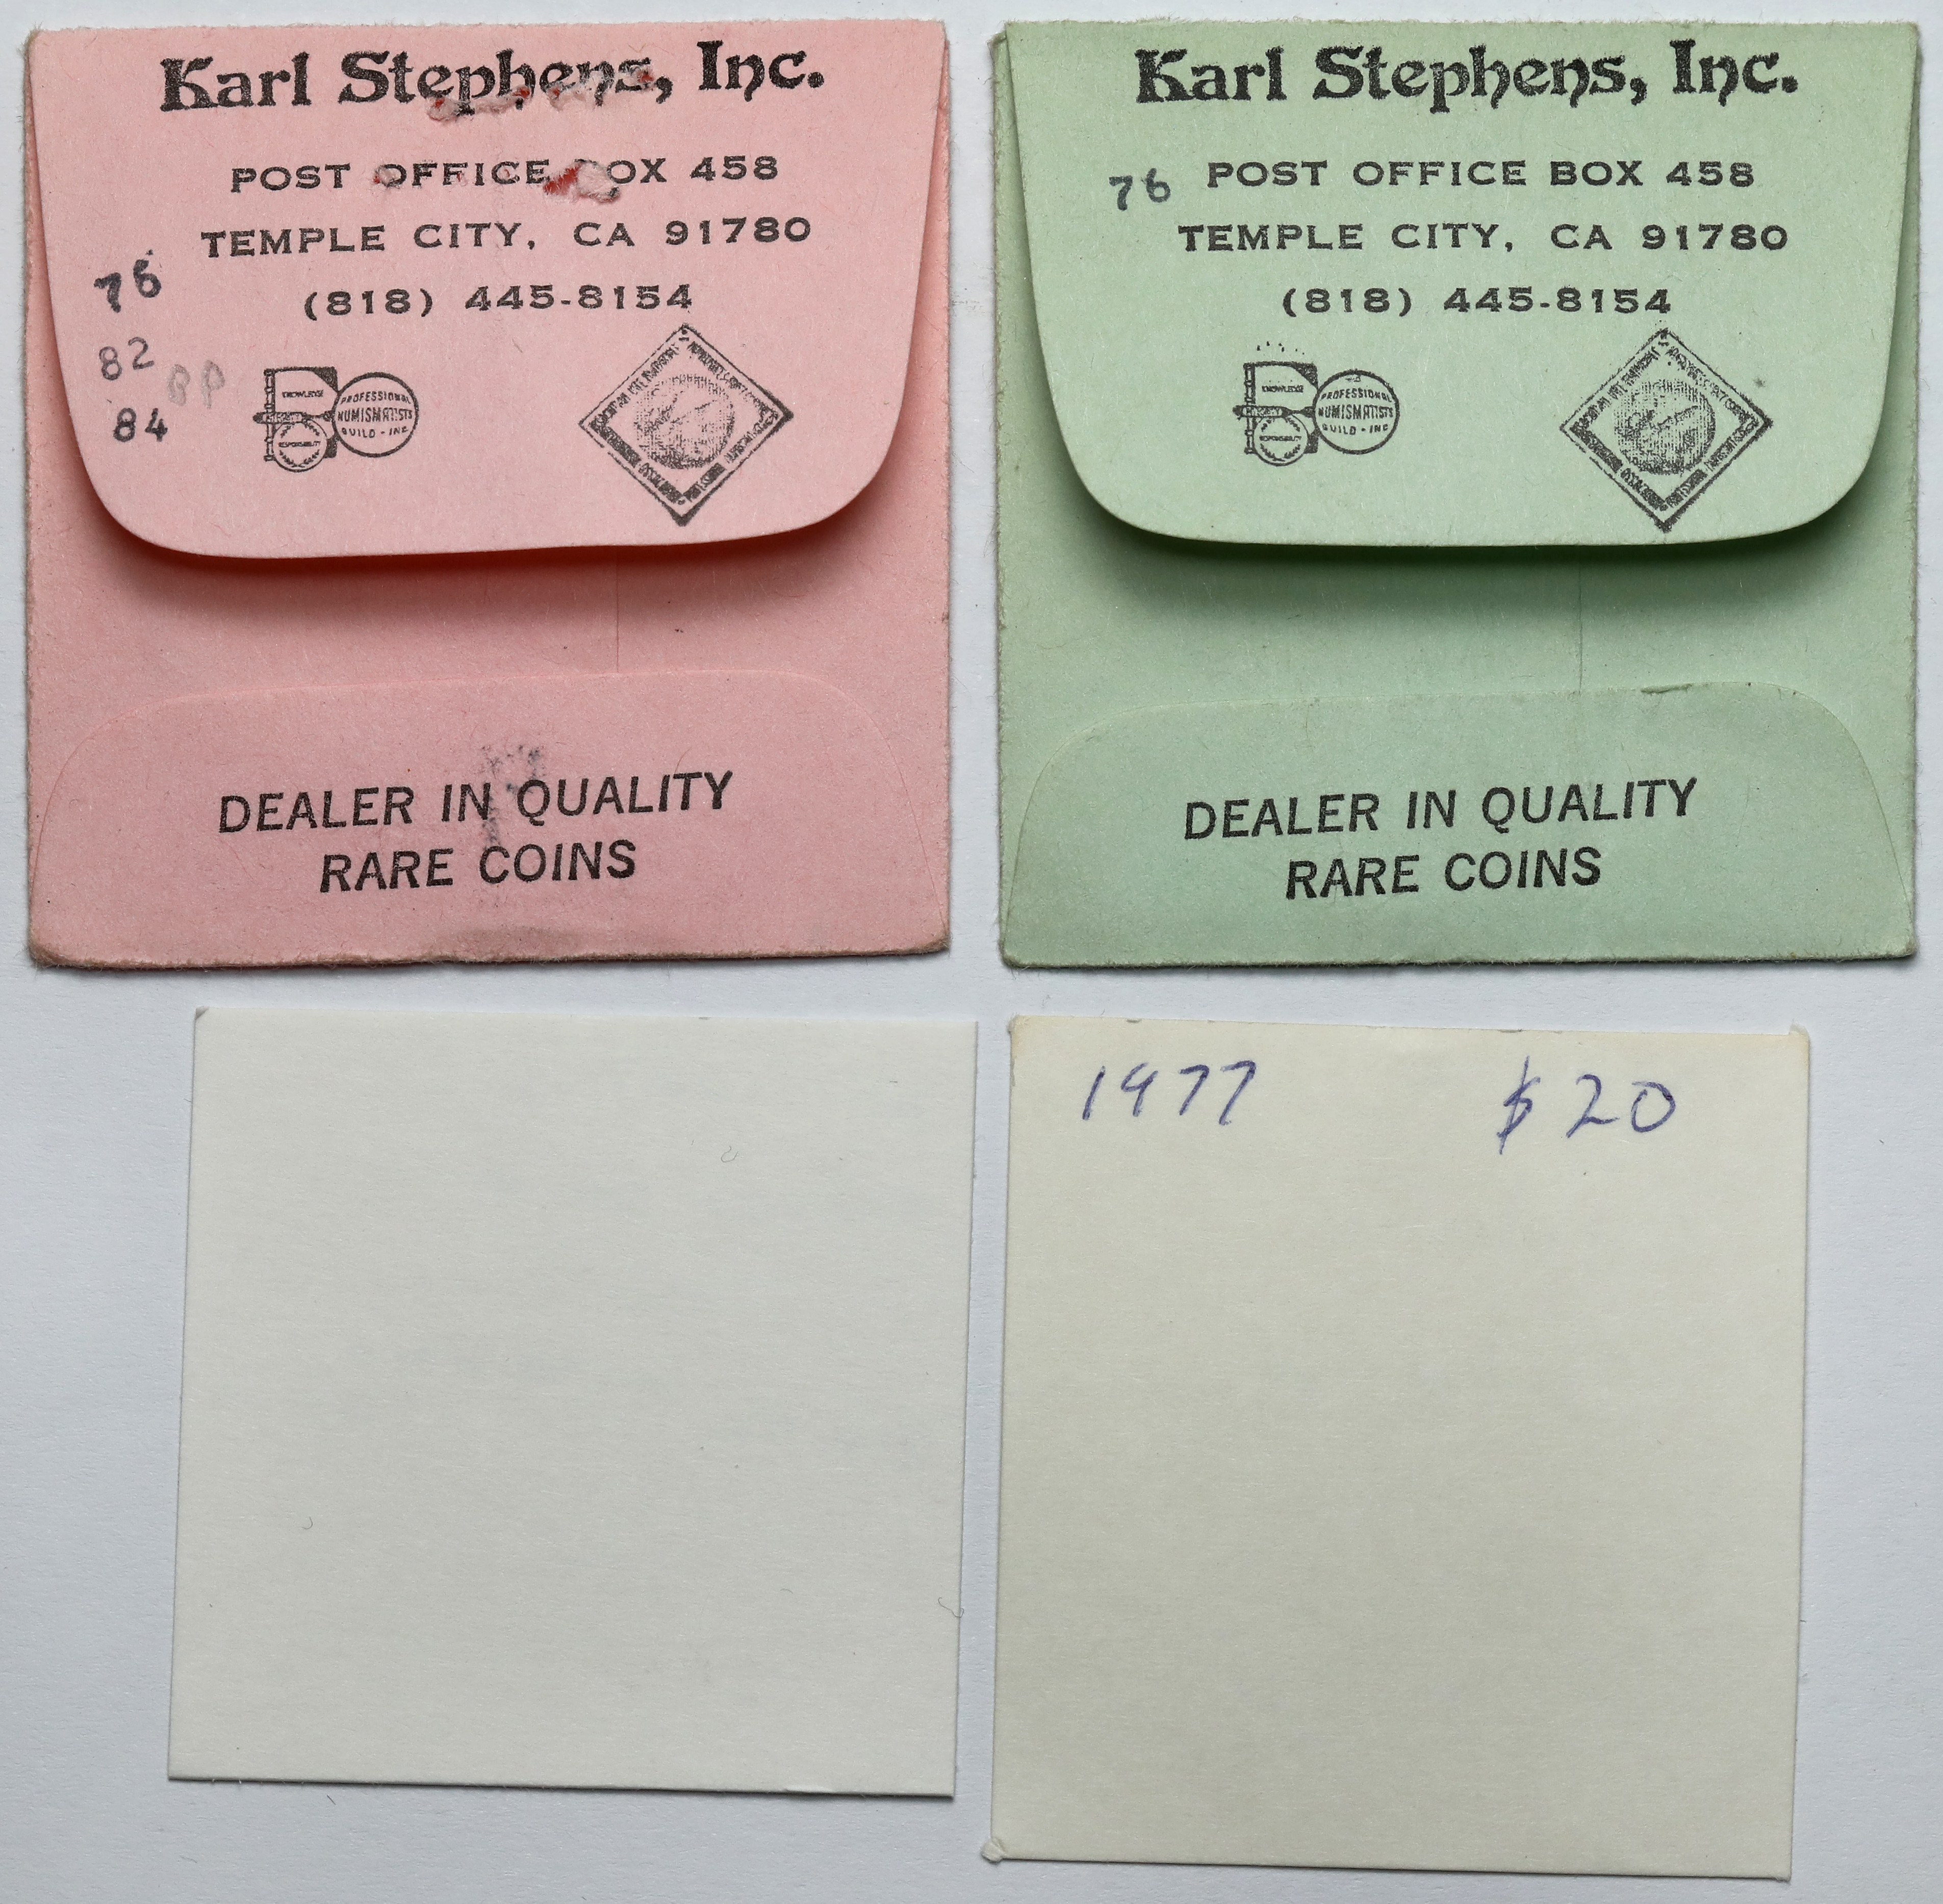 Karl Stephens, Inc.
POST OFFICE BOX 458
TEMPLE CITY, CA 91780
(818) 445-8154
76
82
BP
84
KNOWLEDGE
PROFESSIONAL
NUMISMATISTS
GUILD - INC
DEALER IN QUALITY
RARE COINS
Karl Stephens, Inc.
76 POST OFFICE BOX 458
TEMPLE CITY, CA 91780
(818) 445-8154
KNOWLEDGE
PROFESSIONAL
NUMISMATISTS
GUILD - INC
DEALER IN QUALITY
RARE COINS
1977 $20